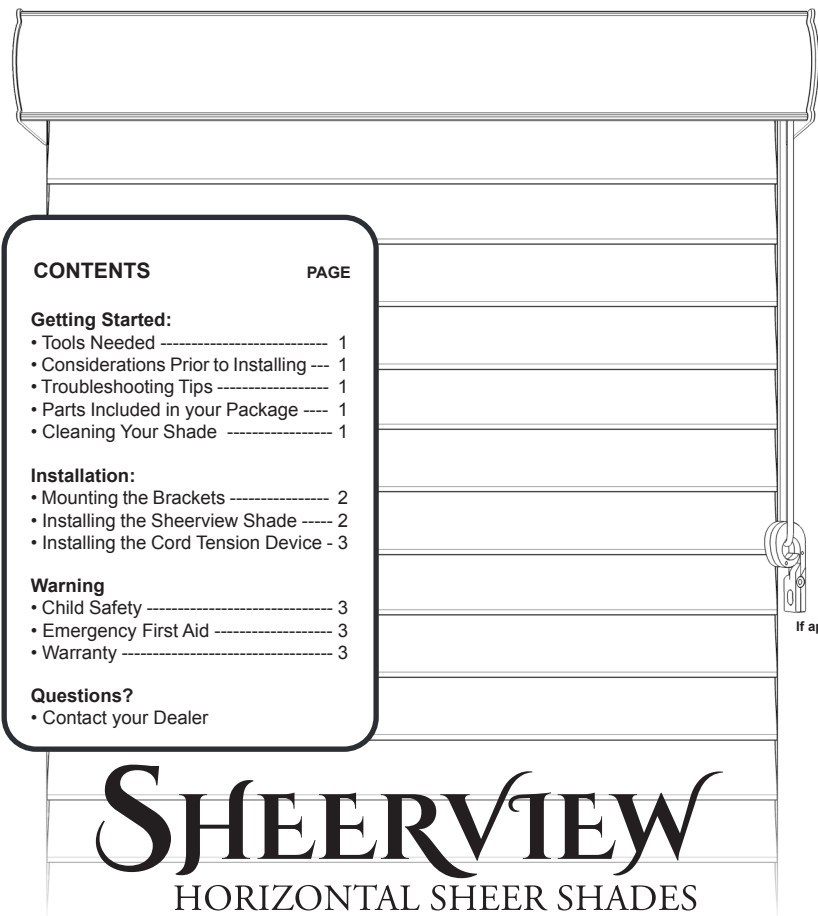 CONTENTS PAGE
Getting Started:
• Tools Needed --------------------------- 1
• Considerations Prior to Installing --- 1
• Troubleshooting Tips ------------------ 1
• Parts Included in your Package ---- 1
• Cleaning Your Shade ----------------- 1
Installation:
• Mounting the Brackets ---------------- 2
• Installing the Sheerview Shade ----- 2
• Installing the Cord Tension Device - 3
Warning
• Child Safety ------------------------------ 3
• Emergency First Aid ------------------- 3
• Warranty ---------------------------------- 3
Questions?
• Contact your Dealer
If
SHEERVIEW
HORIZONTAL SHEER SHADES